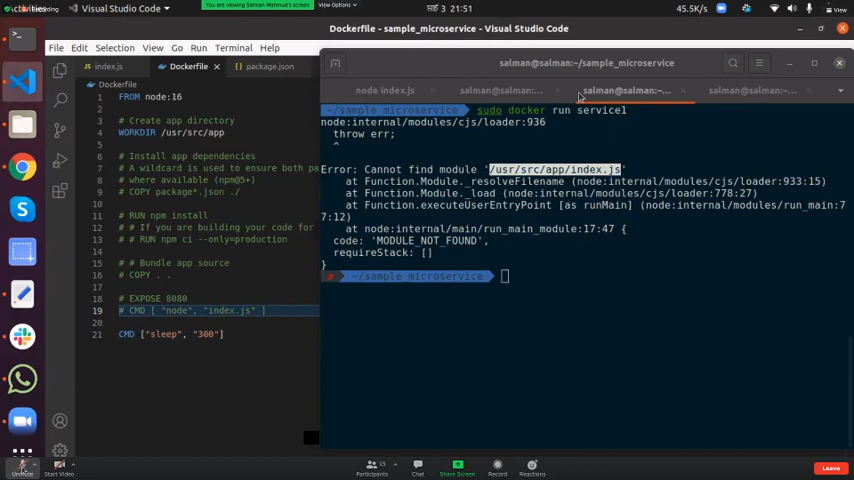 Activities
Recording
You are viewing Salman Mahmud's screen
View Options
21:51
45.5K/s
View
Dockerfile - sample_microservice - Visual Studio Code
File Edit Selection View Go Run Terminal Help
index.js
Dockerfile
package.json
Dockerfile
1 FROM node:16
2
3 # Create app directory
4 WORKDIR /usr/src/app
5
6 # Install app dependencies
7 # A wildcard is used to ensure both pa
8 # where available (npm@5+)
9 # COPY package*.json ./
10
11 # RUN npm install
12 # # If you are building your code for
13 # # RUN npm ci --only=production
14
15 # # Bundle app source
16 # COPY . .
17
18 # EXPOSE 8080
19 # CMD [ "node", "index.js" ]
20
21 CMD ["sleep", "300"]
salman@salman:~/sample_microservice
node index.js
salman@salman:~...
salman@salman:~...
salman@salman:~...
~/sample_microservice sudo docker run service1
node:internal/modules/cjs/loader:936
throw err;
^
Error: Cannot find module '/usr/src/app/index.js'
at Function.Module._resolveFilename (node:internal/modules/cjs/loader:933:15)
at Function.Module._load (node:internal/modules/cjs/loader:778:27)
at Function.executeUserEntryPoint [as runMain] (node:internal/modules/run_main:7
7:12)
at node:internal/main/run_main_module:17:47 {
code: 'MODULE_NOT_FOUND',
requireStack: []
}
✘ ~/sample_microservice
Unmute
Start Video
Participants 15
Chat
Share Screen
Record
Reactions
Leave